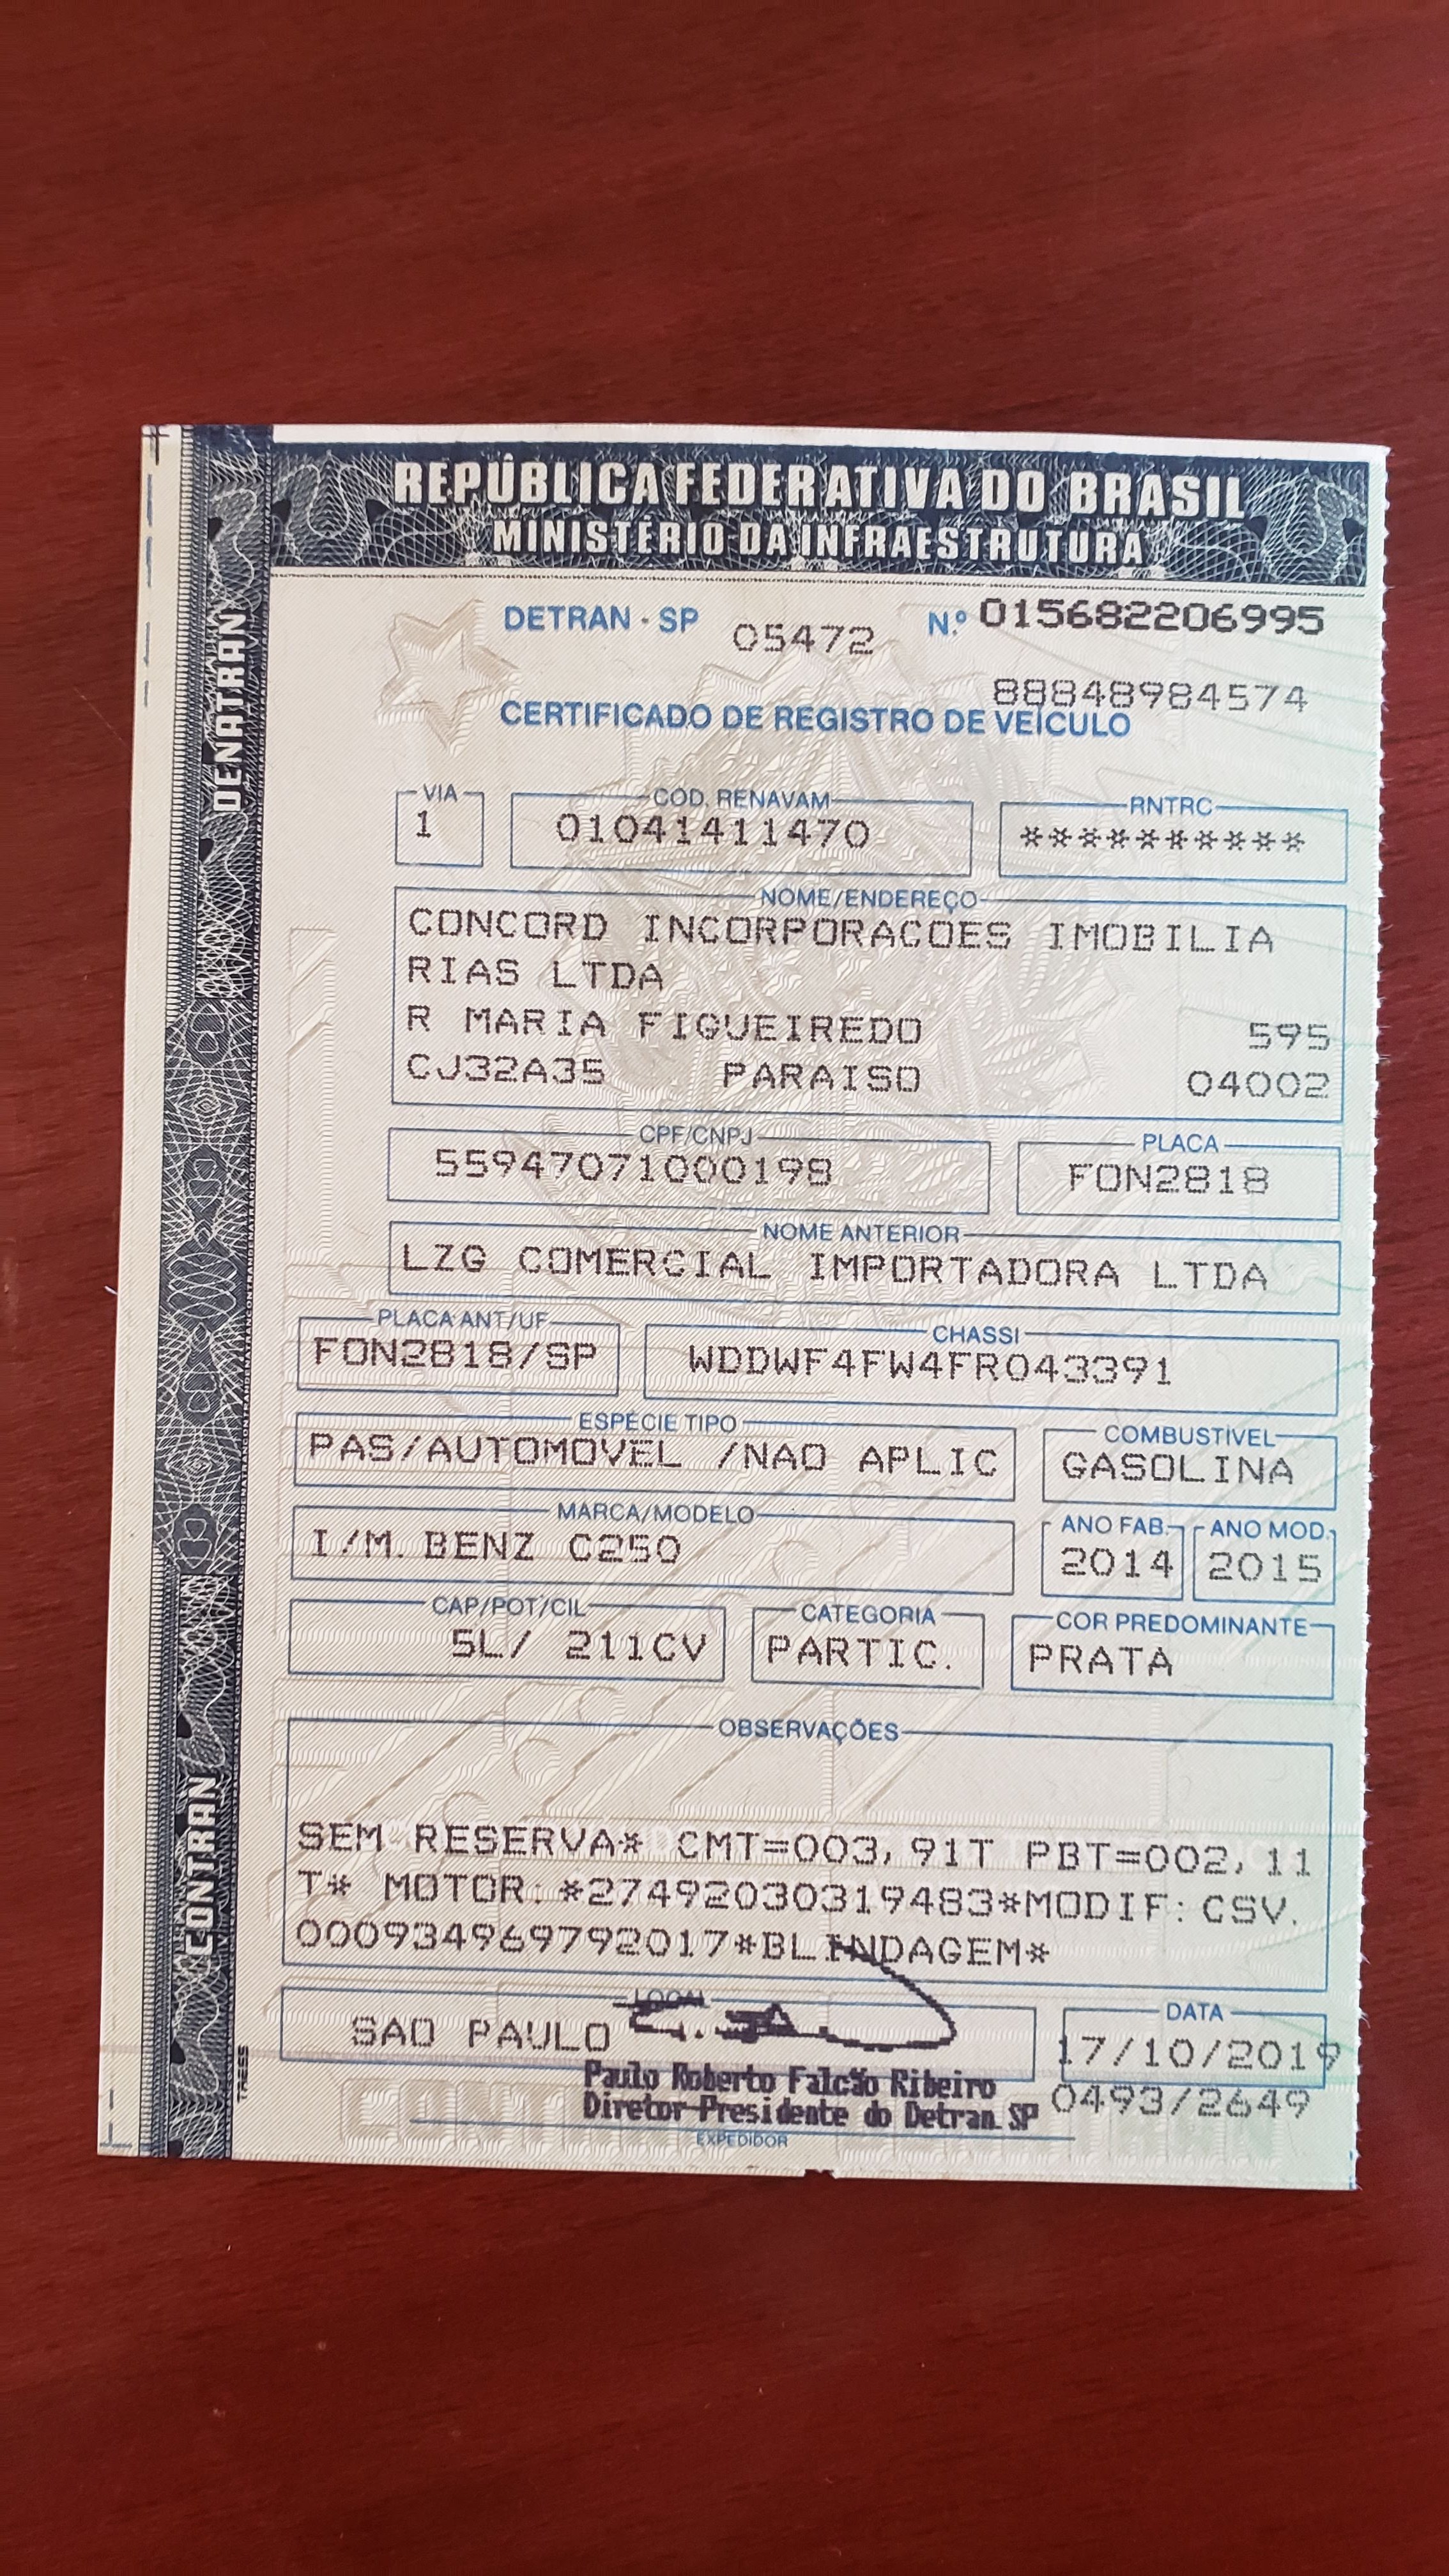 REPÚBLICA FEDERATIVA DO BRASIL
MINISTÉRIO DA INFRAESTRUTURA
DENATRAN
CONTRAN
DETRAN - SP 05472 N.º 015682206995
88848984574
CERTIFICADO DE REGISTRO DE VEÍCULO
VIA CÓD. RENAVAM RNTRC
1 01041411470 **********
NOME/ENDEREÇO
CONCORD INCORPORACOES IMOBILIA
RIAS LTDA
R MARIA FIGUEIREDO 595
CJ32A35 PARAISO 04002
CPF/CNPJ PLACA
55947071000198 FON2818
NOME ANTERIOR
LZG COMERCIAL IMPORTADORA LTDA
PLACA ANT/UF CHASSI
FON2818/SP WDDWF4FW4FR043391
ESPÉCIE TIPO COMBUSTÍVEL
PAS/AUTOMOVEL /NAO APLIC GASOLINA
MARCA/MODELO ANO FAB. ANO MOD.
I/M. BENZ C250 2014 2015
CAP/POT/CIL CATEGORIA COR PREDOMINANTE
5L/ 211CV PARTIC. PRATA
OBSERVAÇÕES
SEM RESERVA* CMT=003,91T PBT=002,11
T* MOTOR: *27492030319483*MODIF: CSV.
000934969792017*BLINDAGEM*
LOCAL DATA
SAO PAULO 17/10/2019
Paulo Roberto Falcão Ribeiro
Diretor-Presidente do Detran.SP 0493/2649
EXPEDIDOR